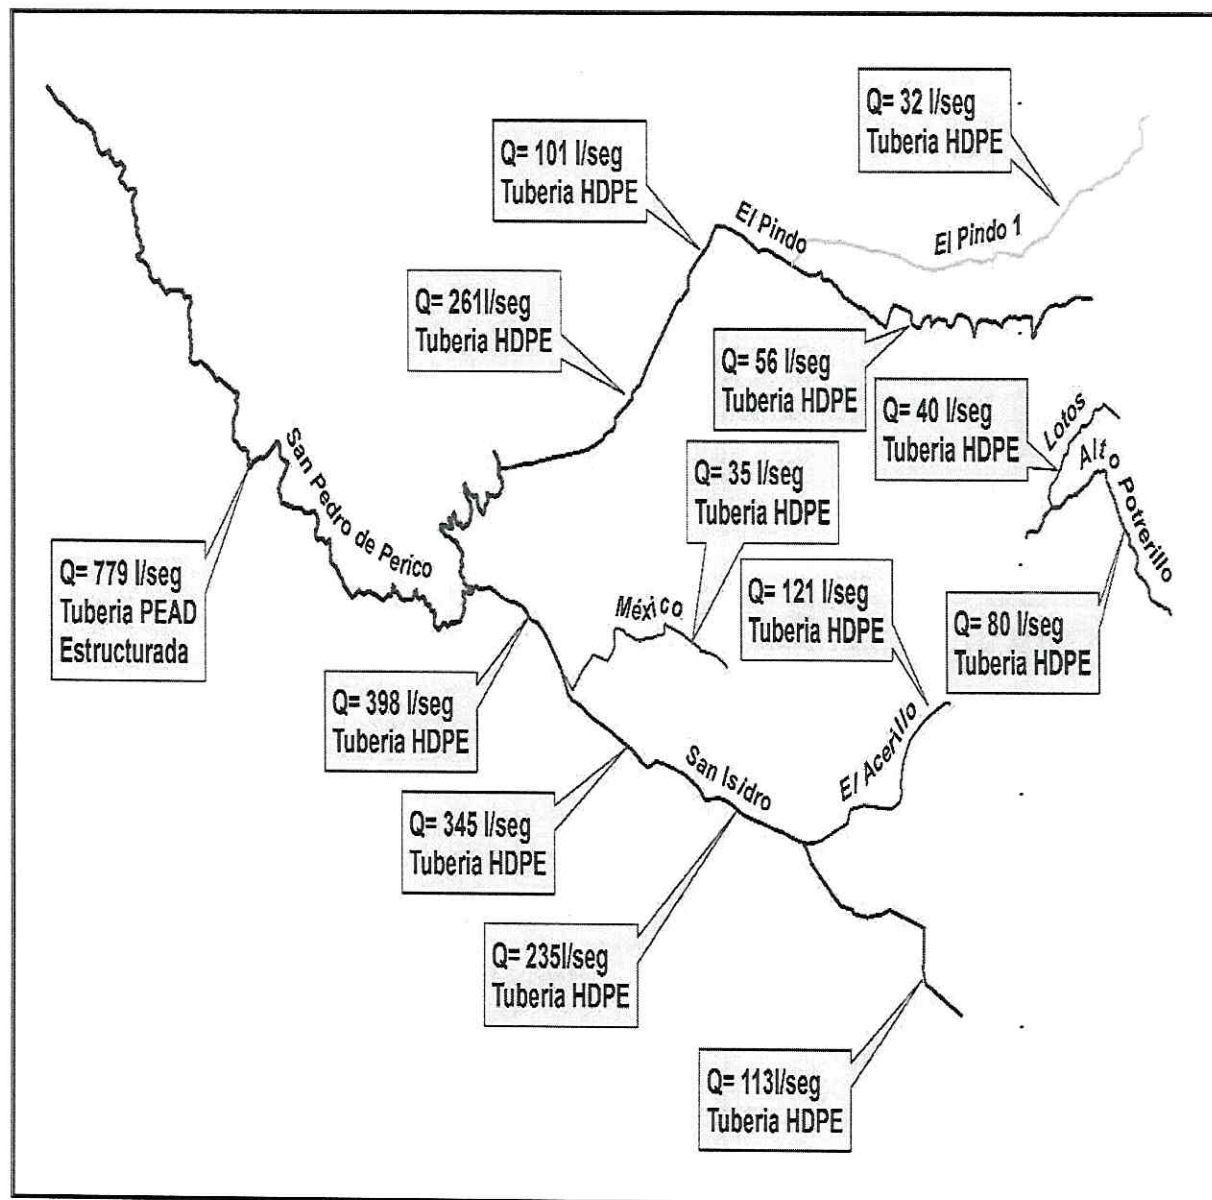 Q= 32 l/seg
Tuberia HDPE
Q= 101 l/seg
Tuberia HDPE
El Pindo
El Pindo 1
Q= 261l/seg
Tuberia HDPE
Q= 56 l/seg
Tuberia HDPE
Q= 40 l/seg
Tuberia HDPE
Lotos
Alto Potrerillo
San Pedro de Perico
Q= 35 l/seg
Tuberia HDPE
Q= 779 l/seg
Tuberia PEAD
Estructurada
México
Q= 121 l/seg
Tuberia HDPE
Q= 80 l/seg
Tuberia HDPE
Q= 398 l/seg
Tuberia HDPE
San Isidro
El Acerillo
Q= 345 l/seg
Tuberia HDPE
Q= 235l/seg
Tuberia HDPE
Q= 113l/seg
Tuberia HDPE